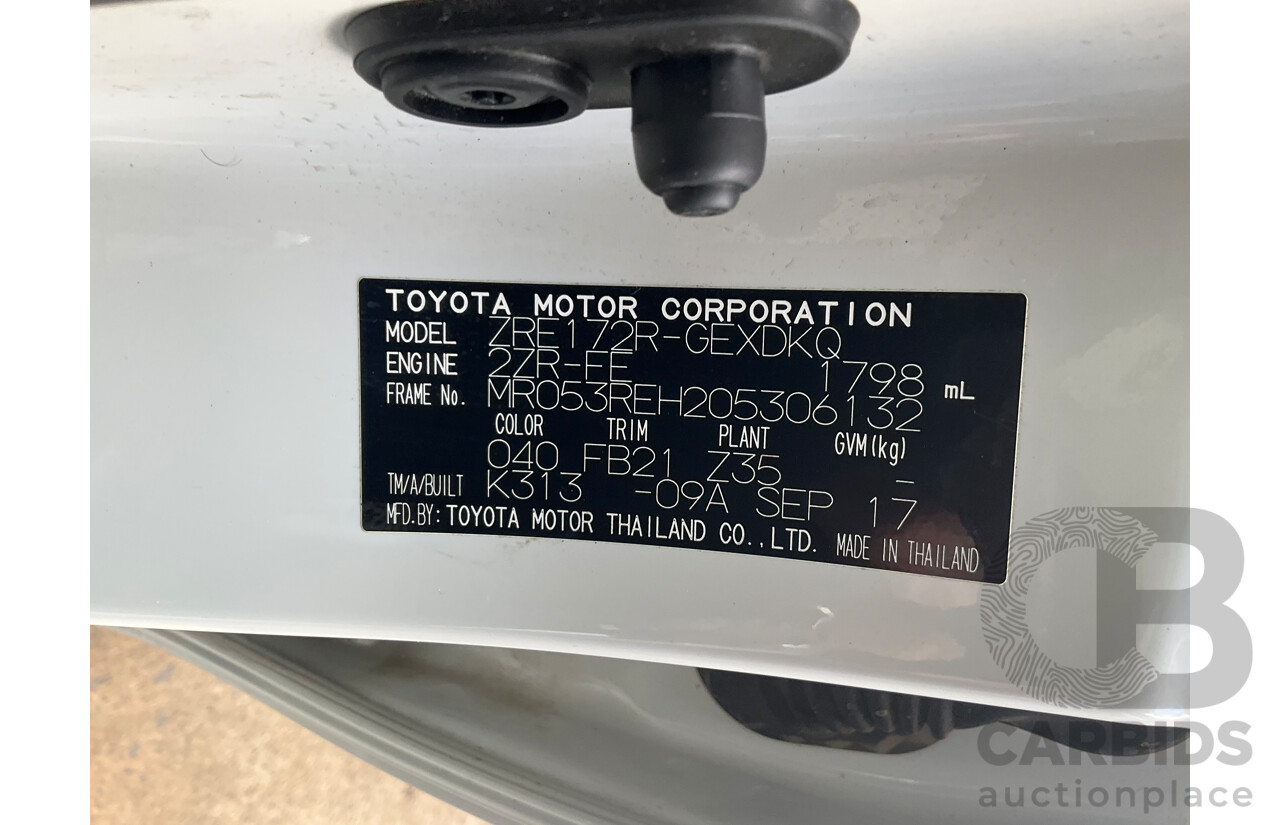 TOYOTA MOTOR CORPORATION
MODEL ZRE172R-GEXDKQ
ENGINE 2ZR-FE 1798 mL
FRAME No. MR053REH205306132
COLOR TRIM PLANT GVM(kg)
040 FB21 Z35 -
TM/A/BUILT K313 -09A SEP 17
MFD.BY: TOYOTA MOTOR THAILAND CO.,LTD. MADE IN THAILAND
CB
CARBIDS
auctionplace